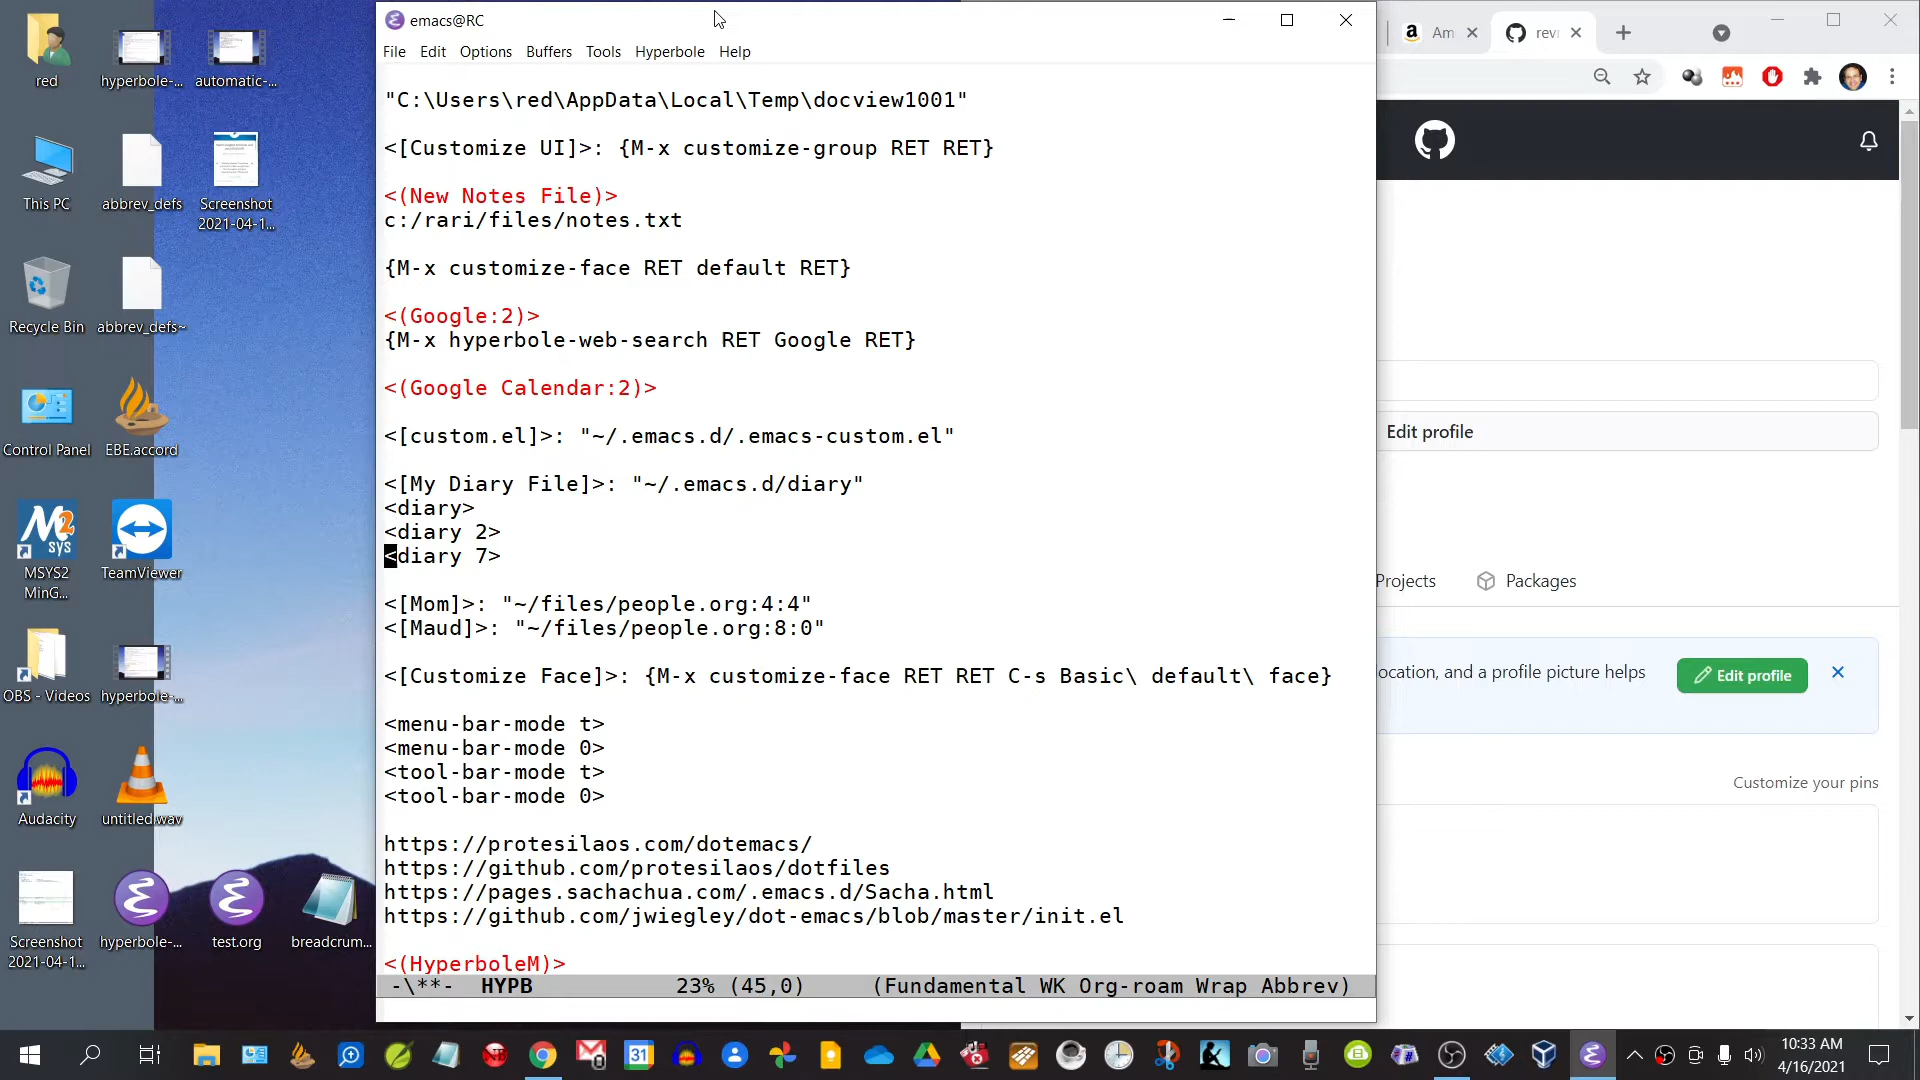 emacs@RC
File Edit Options Buffers Tools Hyperbole Help
"C:\Users\red\AppData\Local\Temp\docview1001"
<[Customize UI]>: {M-x customize-group RET RET}
<(New Notes File)>
c:/rari/files/notes.txt
{M-x customize-face RET default RET}
<(Google:2)>
{M-x hyperbole-web-search RET Google RET}
<(Google Calendar:2)>
<[custom.el]>: "~/.emacs.d/.emacs-custom.el"
<[My Diary File]>: "~/.emacs.d/diary"
<diary>
<diary 2>
<diary 7>
<[Mom]>: "~/files/people.org:4:4"
<[Maud]>: "~/files/people.org:8:0"
<[Customize Face]>: {M-x customize-face RET RET C-s Basic\ default\ face}
<menu-bar-mode t>
<menu-bar-mode 0>
<tool-bar-mode t>
<tool-bar-mode 0>
https://protesilaos.com/dotemacs/
https://github.com/protesilaos/dotfiles
https://pages.sachachua.com/.emacs.d/Sacha.html
https://github.com/jwiegley/dot-emacs/blob/master/init.el
<(HyperboleM)>
-\**- HYPB 23% (45,0) (Fundamental WK Org-roam Wrap Abbrev)
red
hyperbole-...
automatic-...
This PC
abbrev_defs
Screenshot
2021-04-1...
Recycle Bin
abbrev_defs~
Control Panel
EBE.accord
MSYS2
MinG...
TeamViewer
OBS - Videos
hyperbole-...
Audacity
untitled.wav
Screenshot
2021-04-1...
hyperbole-...
test.org
breadcrum...
Am
rev
Edit profile
Projects
Packages
ocation, and a profile picture helps
Edit profile
Customize your pins
31
10:33 AM
4/16/2021